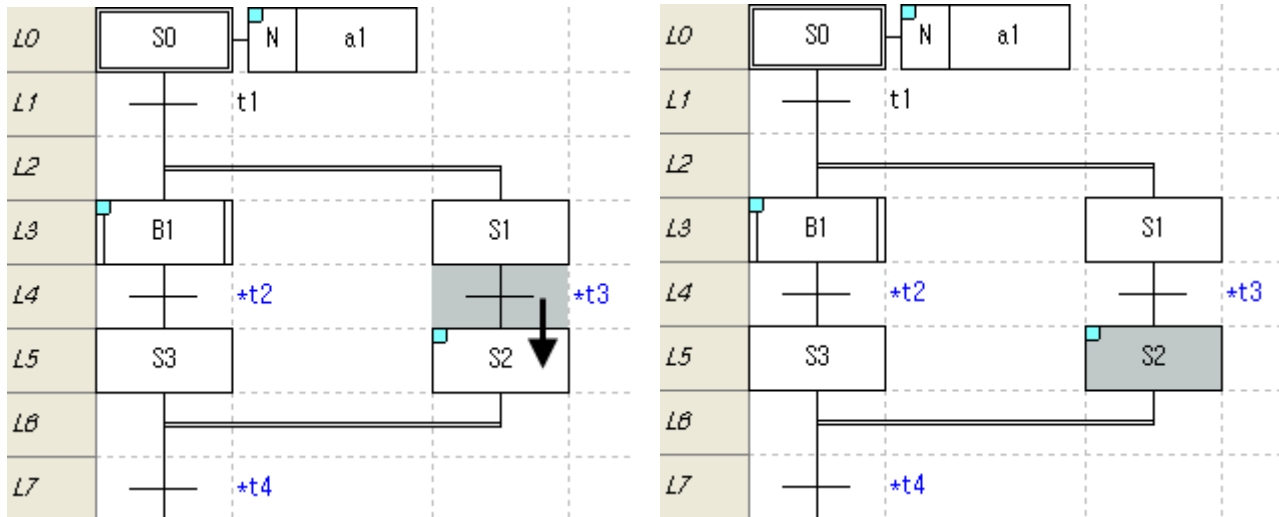 L0 S0 N a1
L1 t1
L2
L3 B1 S1
L4 *t2 *t3
L5 S3 S2
L6
L7 *t4
L0 S0 N a1
L1 t1
L2
L3 B1 S1
L4 *t2 *t3
L5 S3 S2
L6
L7 *t4